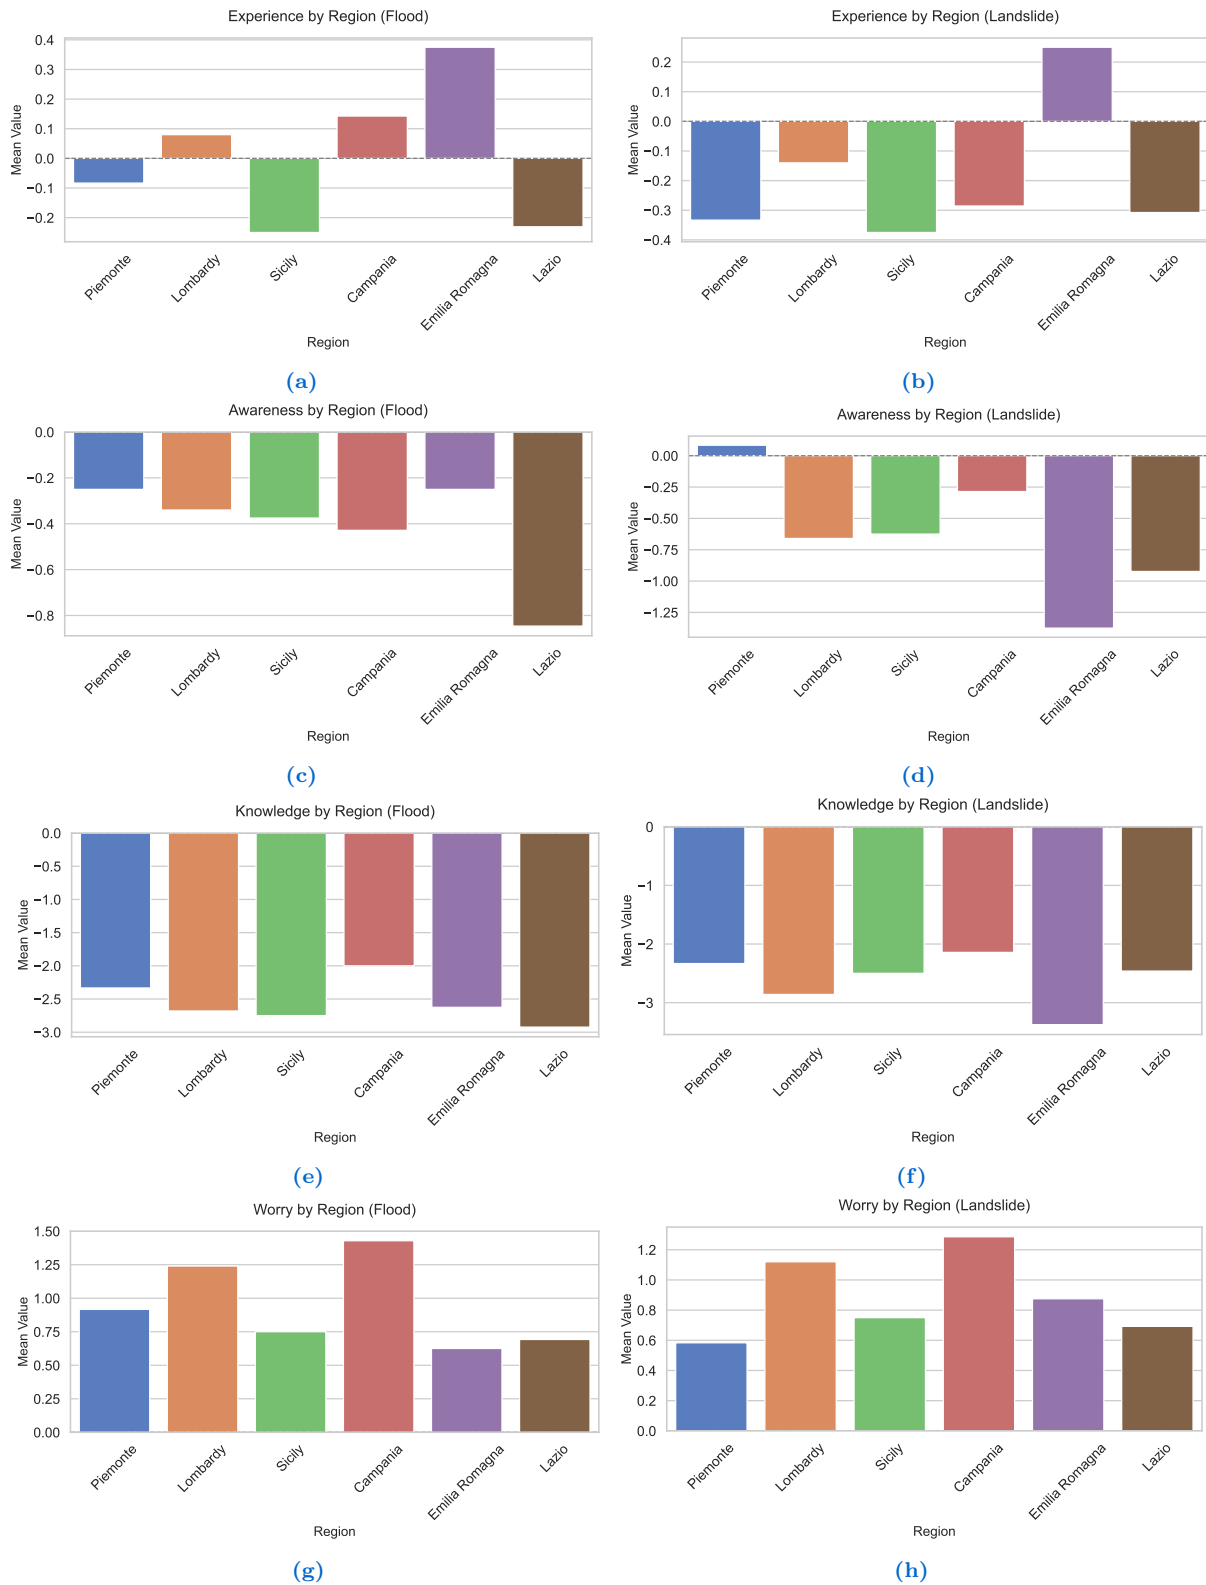 Experience by Region (Flood)
0.4
0.3
0.2
0.1
0.0
−0.1
−0.2
Mean Value
Piemonte
Lombardy
Sicily
Campania
Emilia Romagna
Lazio
Region
(a)
Experience by Region (Landslide)
0.2
0.1
0.0
−0.1
−0.2
−0.3
−0.4
Mean Value
Piemonte
Lombardy
Sicily
Campania
Emilia Romagna
Lazio
Region
(b)
Awareness by Region (Flood)
0.0
−0.2
−0.4
−0.6
−0.8
Mean Value
Piemonte
Lombardy
Sicily
Campania
Emilia Romagna
Lazio
Region
(c)
Awareness by Region (Landslide)
0.00
−0.25
−0.50
−0.75
−1.00
−1.25
Mean Value
Piemonte
Lombardy
Sicily
Campania
Emilia Romagna
Lazio
Region
(d)
Knowledge by Region (Flood)
0.0
−0.5
−1.0
−1.5
−2.0
−2.5
−3.0
Mean Value
Piemonte
Lombardy
Sicily
Campania
Emilia Romagna
Lazio
Region
(e)
Knowledge by Region (Landslide)
0
−1
−2
−3
Mean Value
Piemonte
Lombardy
Sicily
Campania
Emilia Romagna
Lazio
Region
(f)
Worry by Region (Flood)
1.50
1.25
1.00
0.75
0.50
0.25
0.00
Mean Value
Piemonte
Lombardy
Sicily
Campania
Emilia Romagna
Lazio
Region
(g)
Worry by Region (Landslide)
1.2
1.0
0.8
0.6
0.4
0.2
0.0
Mean Value
Piemonte
Lombardy
Sicily
Campania
Emilia Romagna
Lazio
Region
(h)